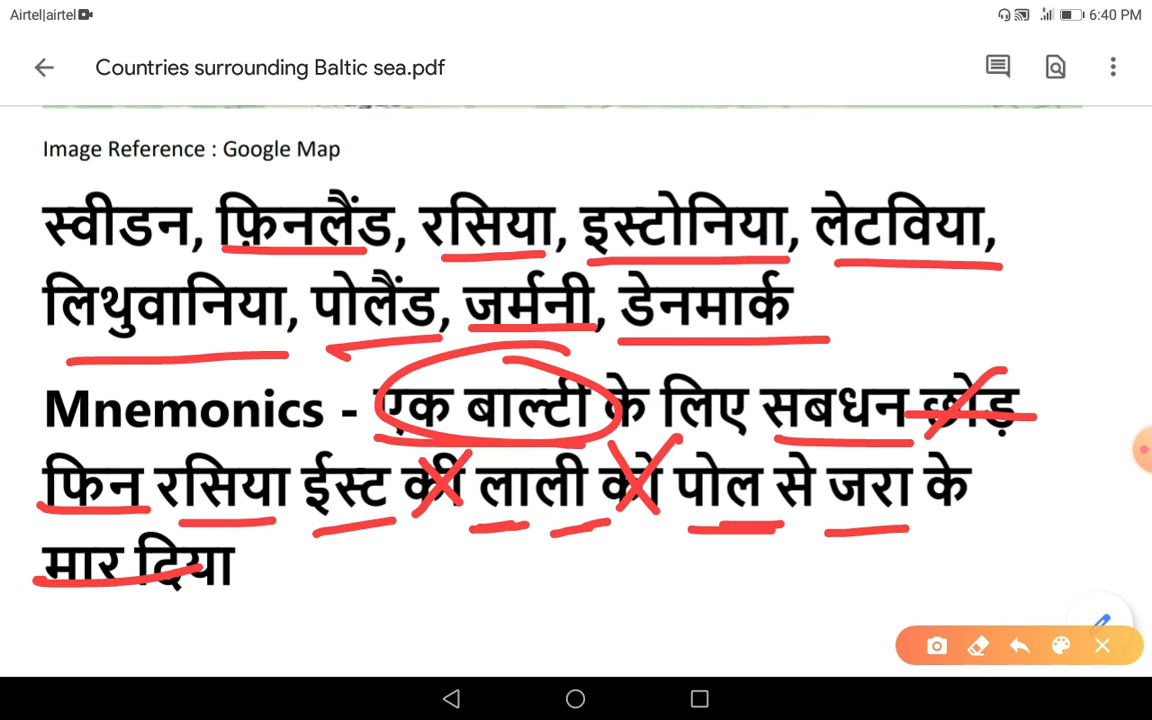 Airtel|airtel 6:40 PM
Countries surrounding Baltic sea.pdf
Image Reference : Google Map
स्वीडन, फ़िनलैंड, रसिया, इस्टोनिया, लेटविया,
लिथुवानिया, पोलैंड, जर्मनी, डेनमार्क
Mnemonics - एक बाल्टी के लिए सबधन छोड़
फिन रसिया ईस्ट की लाली को पोल से जरा के
मार दिया